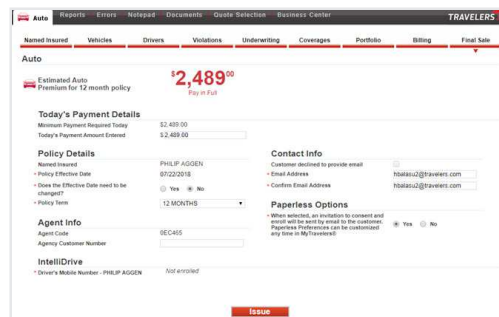 Auto Reports Errors Notepad Documents Quote Selection Business Center TRAVELERS
Named Insured Vehicles Drivers Violations Underwriting Coverages Portfolio Billing Final Sale
Auto
Estimated Auto
Premium for 12 month policy
$2,489.00
Pay in Full
Today's Payment Details
Minimum Payment Required Today $2,489.00
Today's Payment Amount Entered $ 2,489.00
Policy Details
Named Insured PHILIP AGGEN
• Policy Effective Date 07/22/2018
• Does the Effective Date need to be changed? Yes No
• Policy Term 12 MONTHS
Agent Info
Agent Code 0EC465
Agency Customer Number
IntelliDrive
• Driver's Mobile Number - PHILIP AGGEN Not enrolled
Contact Info
Customer declined to provide email
• Email Address hbalasu2@travelers.com
• Confirm Email Address hbalasu2@travelers.com
Paperless Options
• When selected, an invitation to consent and
enroll will be sent by email to the customer.
Paperless Preferences can be customized
any time in MyTravelers®
Yes No
Issue